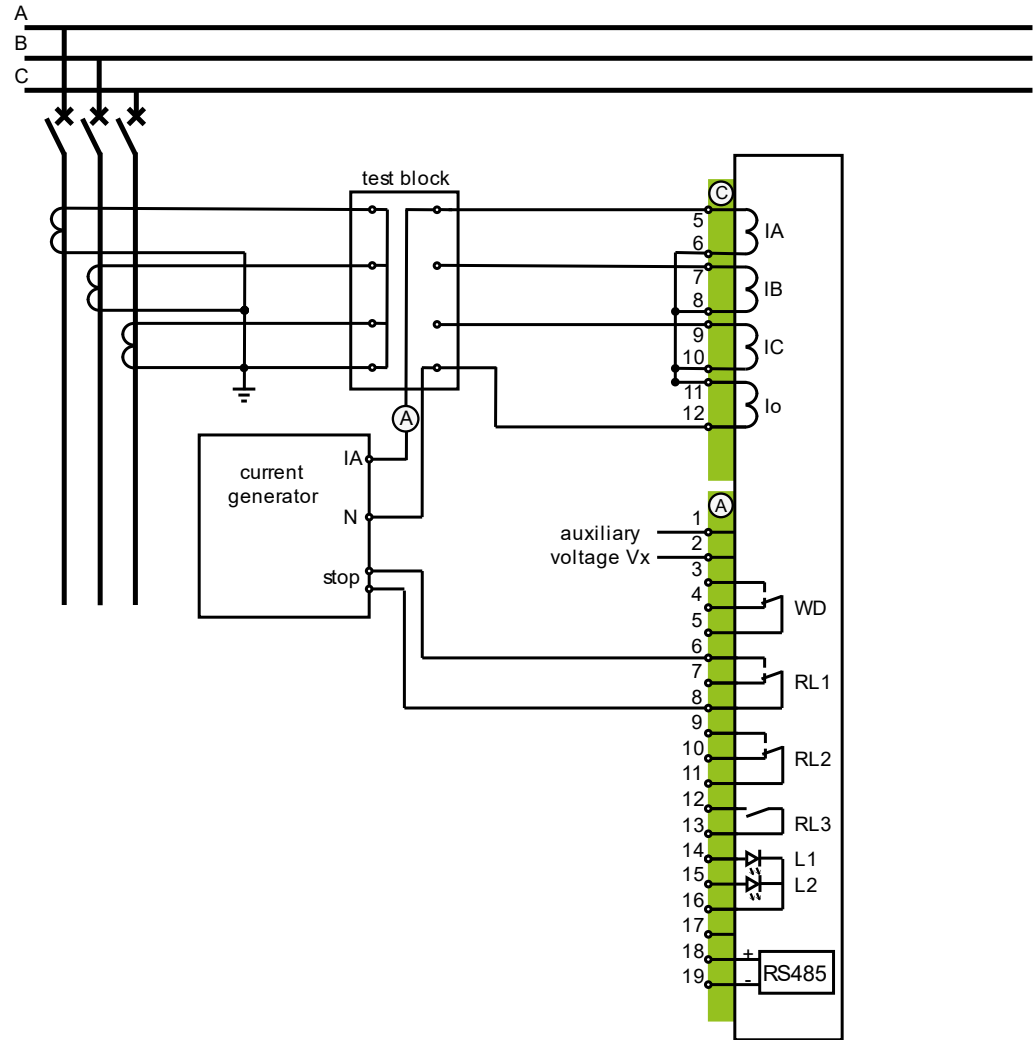 A
B
C
test block
C
5
6
IA
7
8
IB
9
10
IC
11
12
Io
A
IA
current
generator
N
stop
A
1
auxiliary
2
voltage Vx
3
4
WD
5
6
7
RL1
8
9
10
RL2
11
12
13
RL3
14
L1
15
L2
16
17
18
+
RS485
19
-